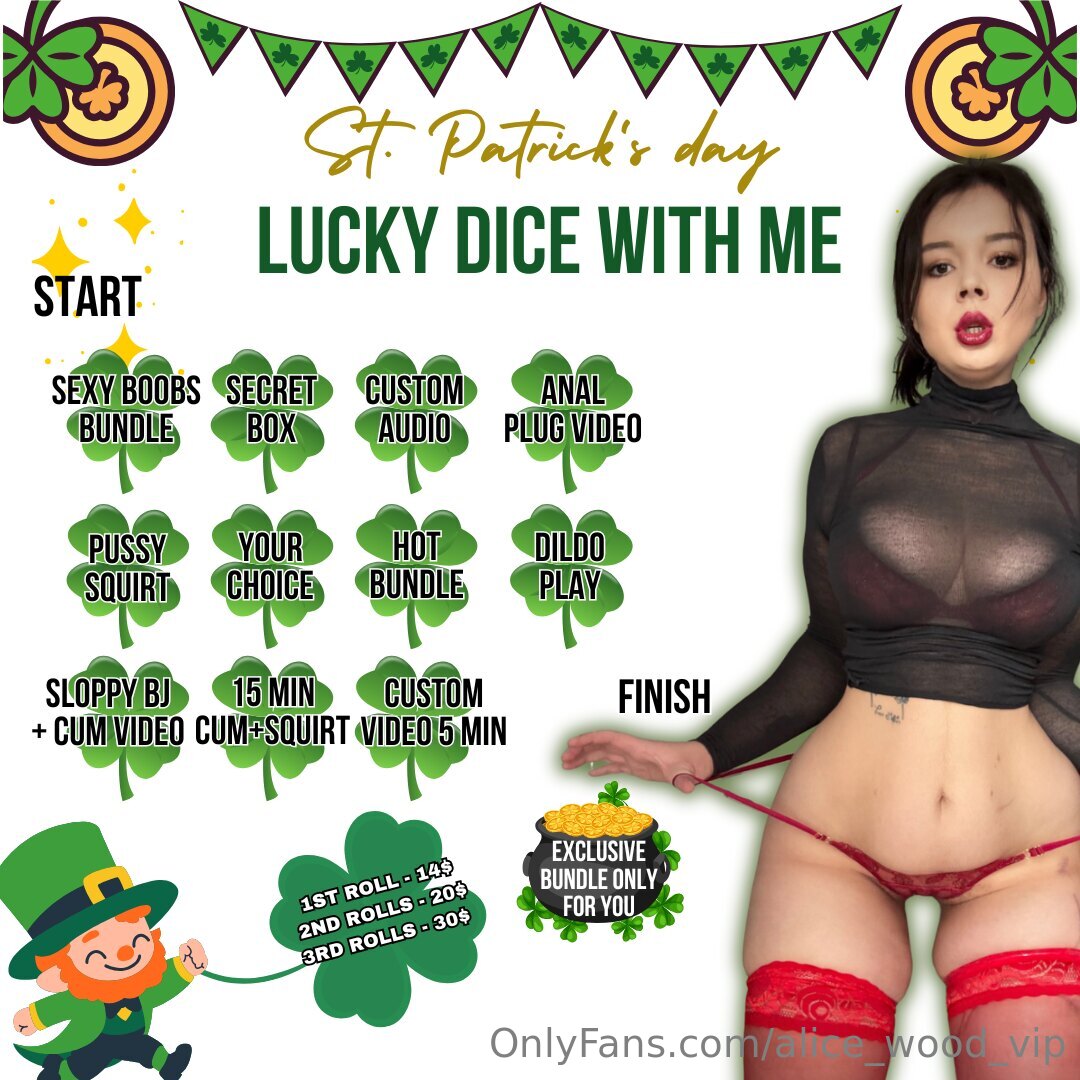 St. Patrick's day
LUCKY DICE WITH ME
START
SEXY BOOBS
BUNDLE
SECRET
BOX
CUSTOM
AUDIO
ANAL
PLUG VIDEO
PUSSY
SQUIRT
YOUR
CHOICE
HOT
BUNDLE
DILDO
PLAY
SLOPPY BJ
+ CUM VIDEO
15 MIN
CUM+SQUIRT
CUSTOM
VIDEO 5 MIN
FINISH
EXCLUSIVE
BUNDLE ONLY
FOR YOU
1ST ROLL - 14$
2ND ROLLS - 20$
3RD ROLLS - 30$
OnlyFans.com/alice_wood_vip